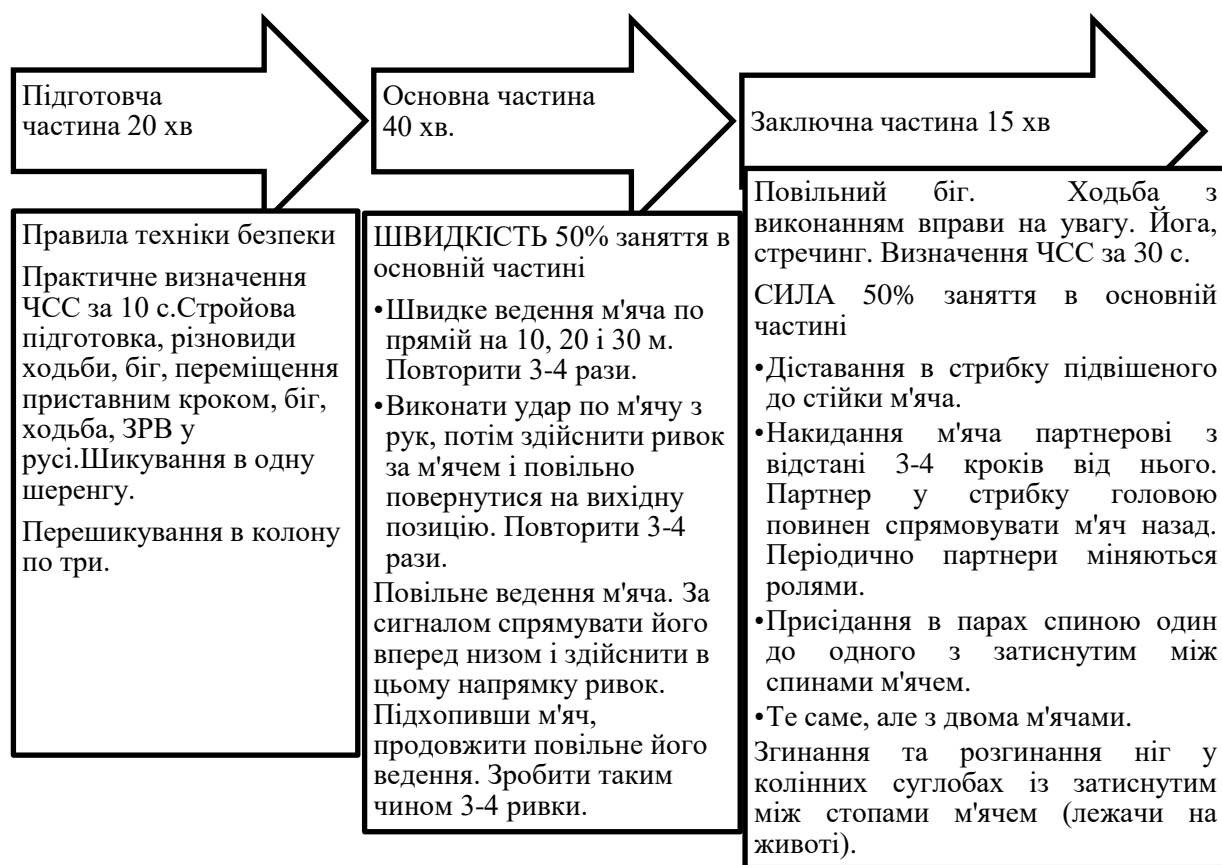 Підготовча
частина 20 хв
Основна частина
40 хв.
Заключна частина 15 хв
Правила техніки безпеки
Практичне визначення
ЧСС за 10 с.Стройова
підготовка, різновиди
ходьби, біг, переміщення
приставним кроком, біг,
ходьба, ЗРВ у
русі.Шикування в одну
шеренгу.
Перешикування в колону
по три.
ШВИДКІСТЬ 50% заняття в
основній частині
•Швидке ведення м'яча по
прямій на 10, 20 і 30 м.
Повторити 3-4 рази.
•Виконати удар по м'ячу з
рук, потім здійснити ривок
за м'ячем і повільно
повернутися на вихідну
позицію. Повторити 3-4
рази.
Повільне ведення м'яча. За
сигналом спрямувати його
вперед низом і здійснити в
цьому напрямку ривок.
Підхопивши м'яч,
продовжити повільне його
ведення. Зробити таким
чином 3-4 ривки.
Повільний біг. Ходьба з
виконанням вправи на увагу. Йога,
стречинг. Визначення ЧСС за 30 с.
СИЛА 50% заняття в основній
частині
•Діставання в стрибку підвішеного
до стійки м'яча.
•Накидання м'яча партнерові з
відстані 3-4 кроків від нього.
Партнер у стрибку головою
повинен спрямовувати м'яч назад.
Періодично партнери міняються
ролями.
•Присідання в парах спиною один
до одного з затиснутим між
спинами м'ячем.
•Те саме, але з двома м'ячами.
Згинання та розгинання ніг у
колінних суглобах із затиснутим
між стопами м'ячем (лежачи на
животі).